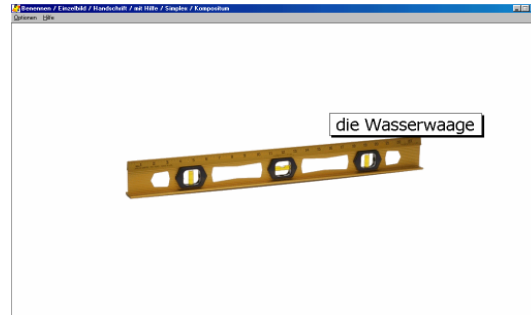 Benennen / Einzelbild / Handschrift / mit Hilfe / Simplex / Kompositum
Optionen Hilfe
die Wasserwaage